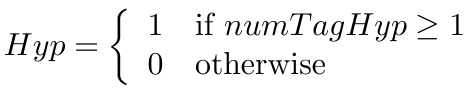 Hyp = { 1 if numTagHyp ≥ 1
0 otherwise